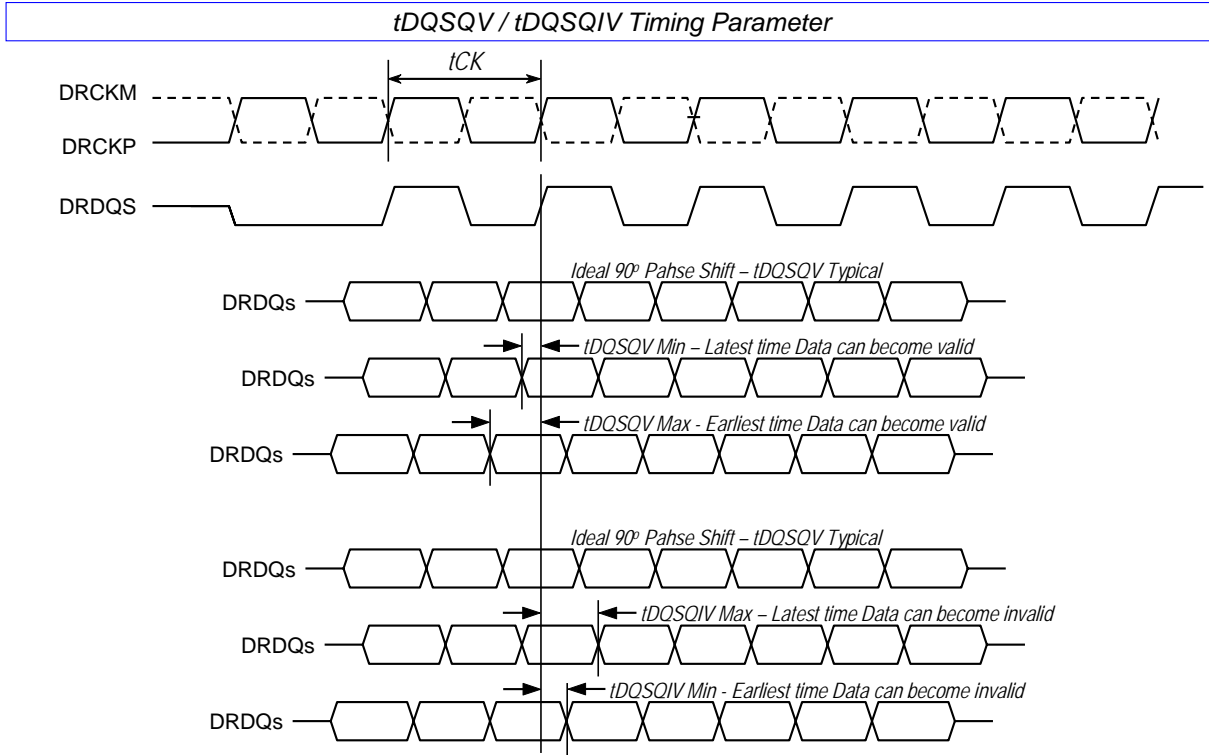 tDQSQV / tDQSQIV Timing Parameter
tCK
DRCKM
DRCKP
DRDQS
Ideal 90º Pahse Shift – tDQSQV Typical
DRDQs
tDQSQV Min – Latest time Data can become valid
DRDQs
tDQSQV Max - Earliest time Data can become valid
DRDQs
Ideal 90º Pahse Shift – tDQSQV Typical
DRDQs
tDQSQIV Max – Latest time Data can become invalid
DRDQs
tDQSQIV Min - Earliest time Data can become invalid
DRDQs